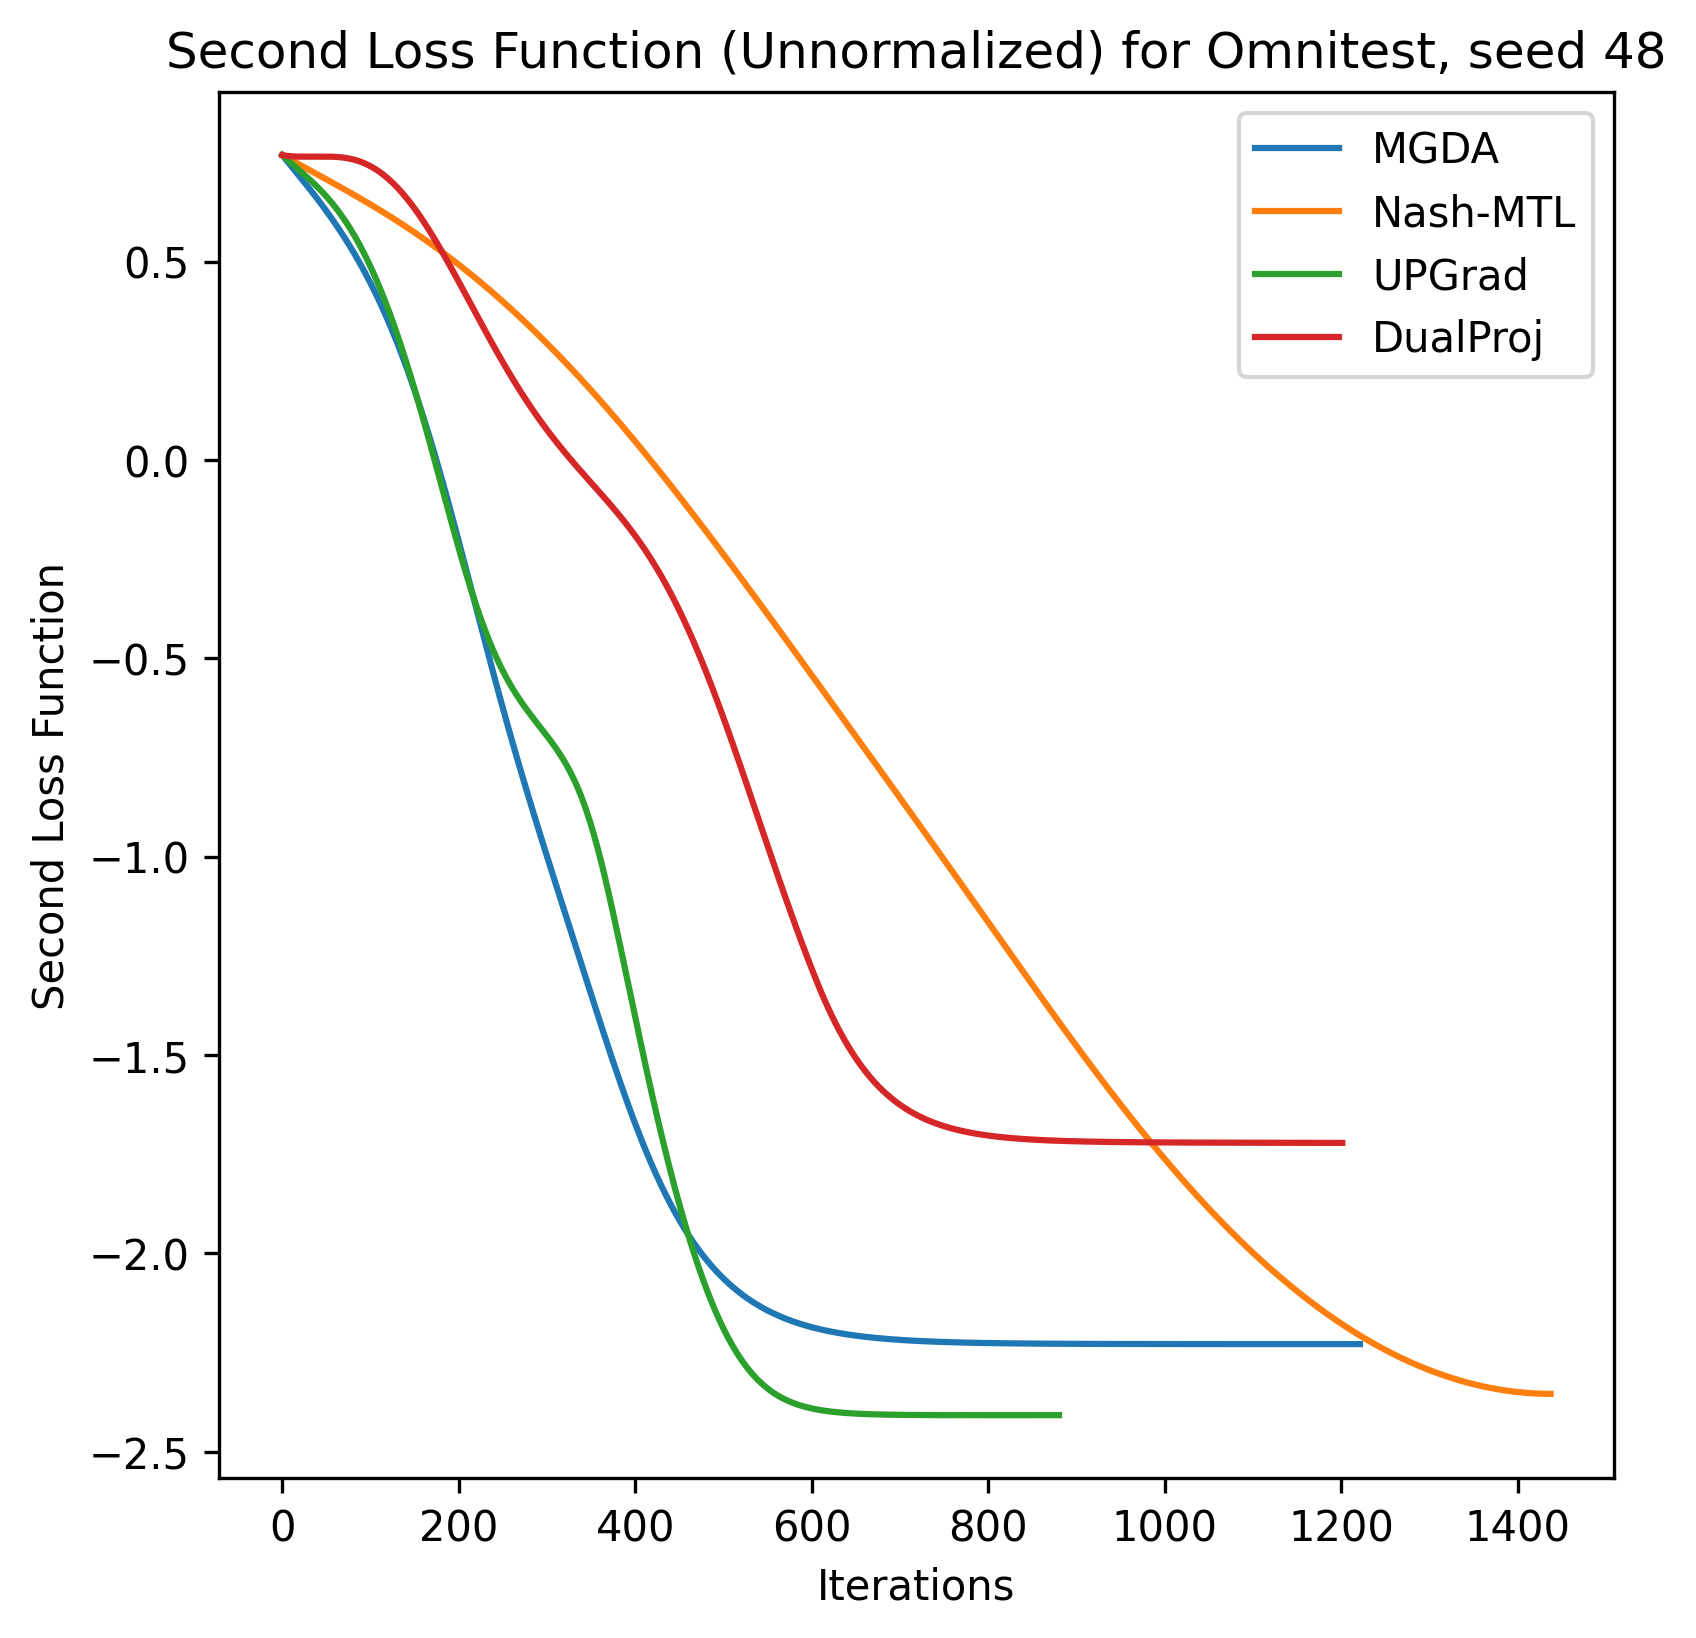 Second Loss Function (Unnormalized) for Omnitest, seed 48
MGDA
Nash-MTL
UPGrad
DualProj
0.5
0.0
−0.5
−1.0
−1.5
−2.0
−2.5
Second Loss Function
0 200 400 600 800 1000 1200 1400
Iterations